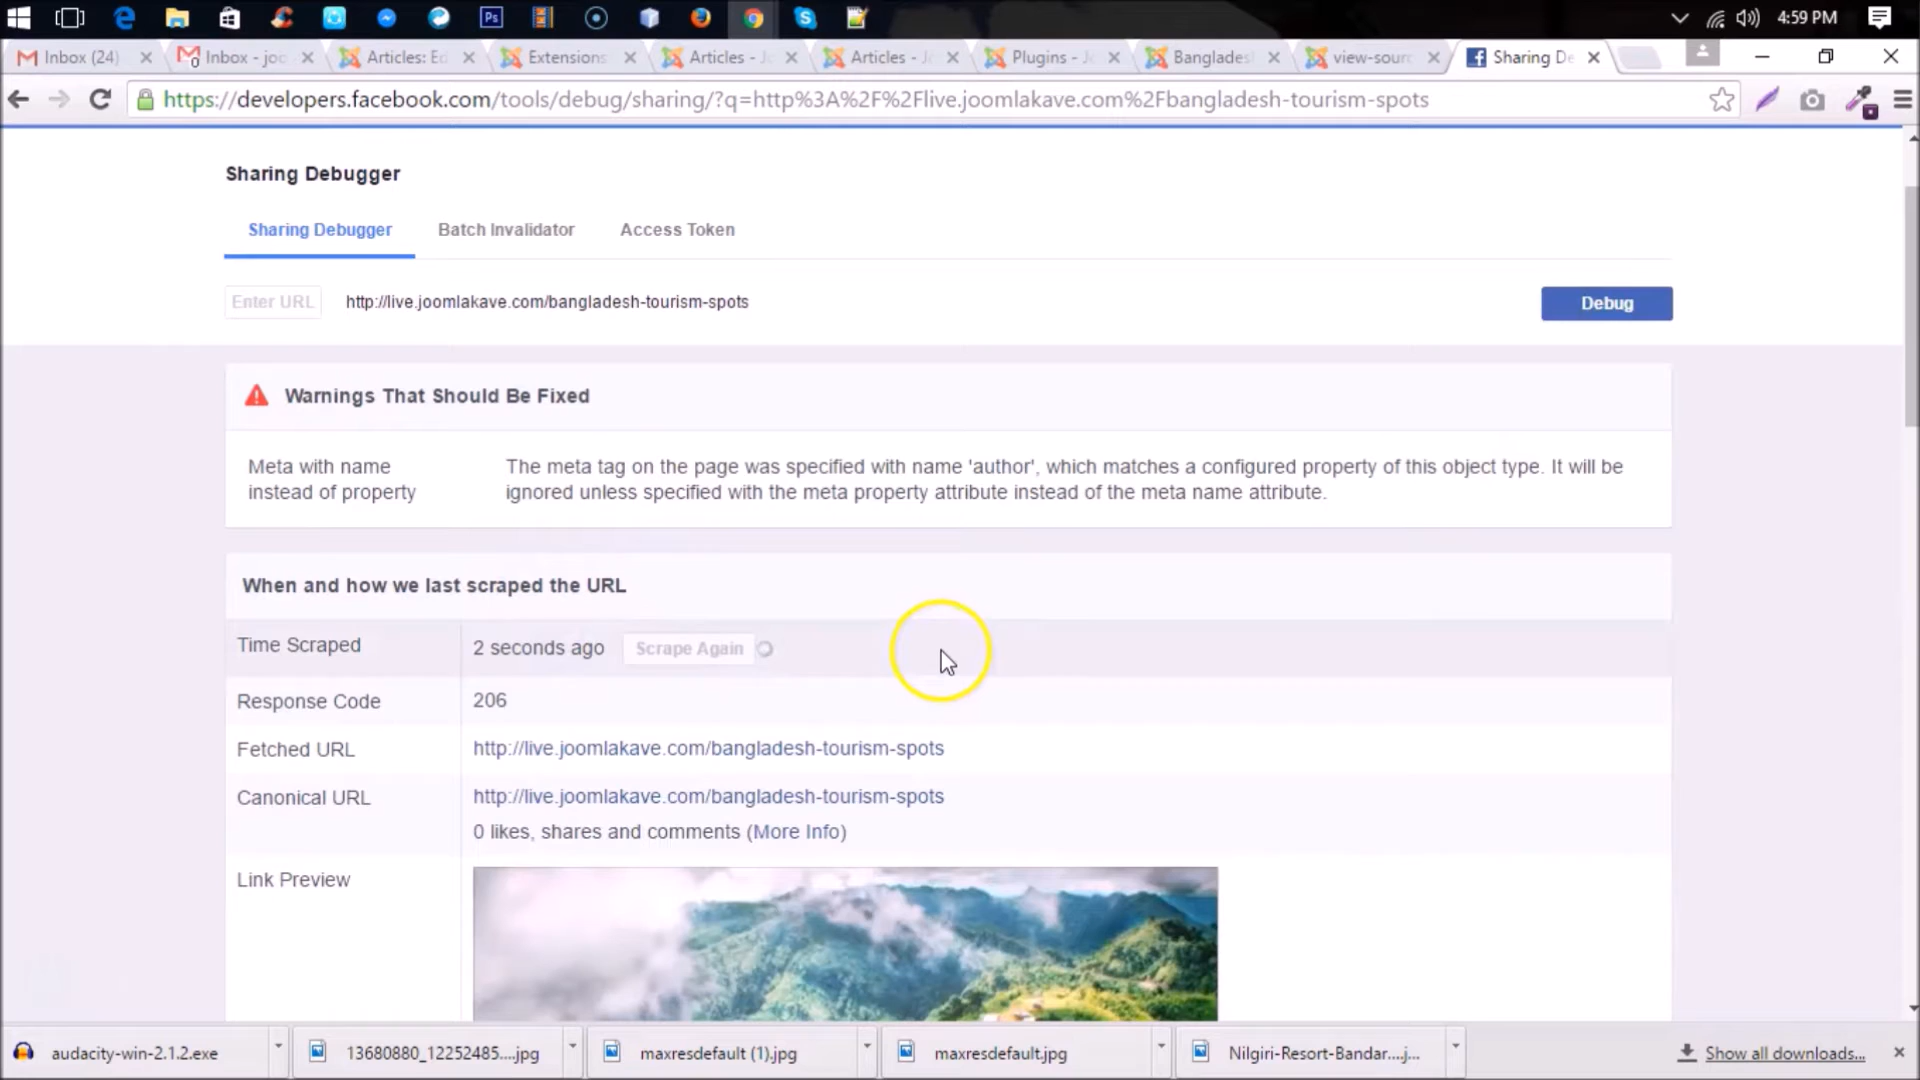 4:59 PM
Inbox (24)
Inbox - joo
Articles: Ed
Extensions
Articles - J
Articles - Jo
Plugins - Jo
Bangladesh
view-sourc
Sharing De
https://developers.facebook.com/tools/debug/sharing/?q=http%3A%2F%2Flive.joomlakave.com%2Fbangladesh-tourism-spots
Sharing Debugger
Sharing Debugger Batch Invalidator Access Token
Enter URL http://live.joomlakave.com/bangladesh-tourism-spots Debug
Warnings That Should Be Fixed
Meta with name
instead of property
The meta tag on the page was specified with name 'author', which matches a configured property of this object type. It will be
ignored unless specified with the meta property attribute instead of the meta name attribute.
When and how we last scraped the URL
Time Scraped 2 seconds ago Scrape Again
Response Code 206
Fetched URL http://live.joomlakave.com/bangladesh-tourism-spots
Canonical URL http://live.joomlakave.com/bangladesh-tourism-spots
0 likes, shares and comments (More Info)
Link Preview
audacity-win-2.1.2.exe
13680880_12252485....jpg
maxresdefault (1).jpg
maxresdefault.jpg
Nilgiri-Resort-Bandar....j...
Show all downloads...